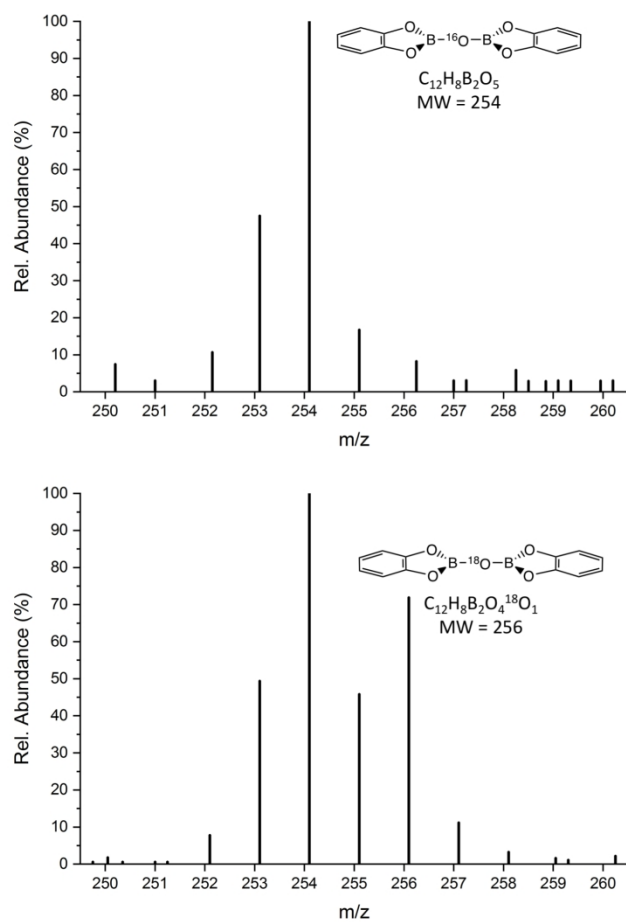 100
90
80
70
60
50
40
30
20
10
0
Rel. Abundance (%)
250 251 252 253 254 255 256 257 258 259 260
m/z
O O B ¹⁶O B O O
C₁₂H₈B₂O₅
MW = 254
100
90
80
70
60
50
40
30
20
10
0
Rel. Abundance (%)
250 251 252 253 254 255 256 257 258 259 260
m/z
O O B ¹⁸O B O O
C₁₂H₈B₂O₄¹⁸O₁
MW = 256